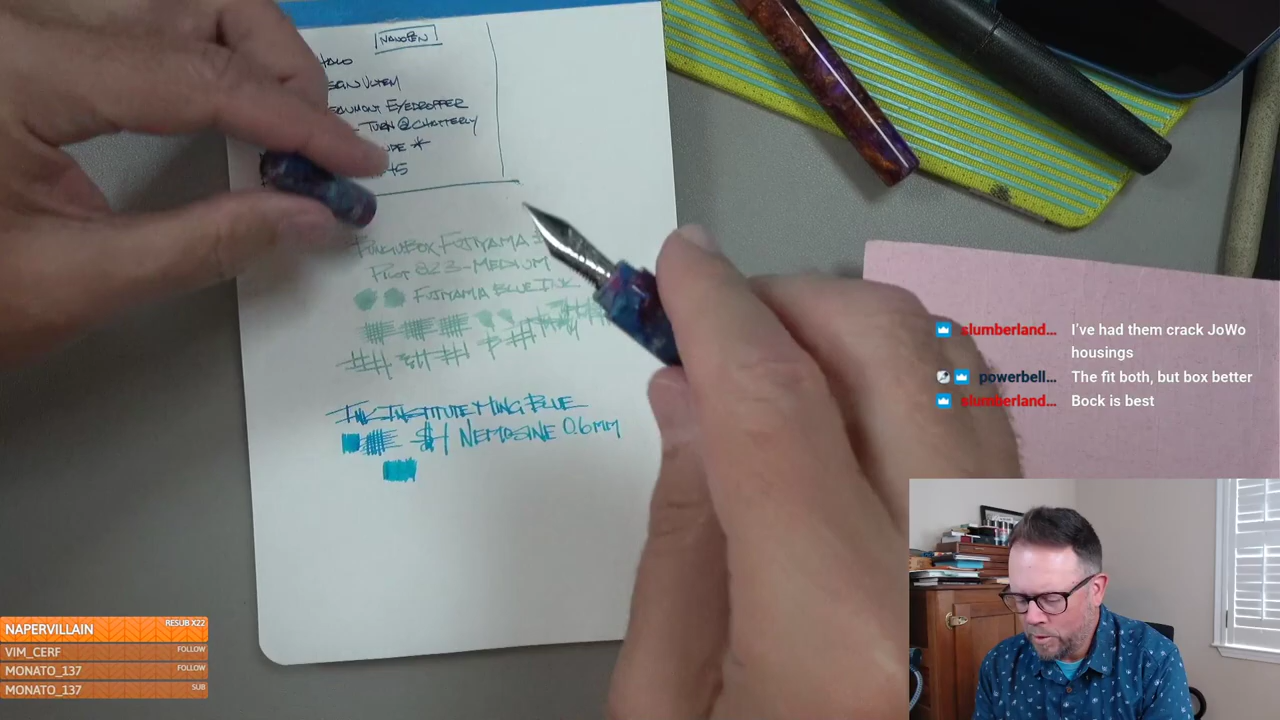 NANOPEN
HALO
EYEDROPPER
TURN @ CHATTERLY
*
45
FUJIYAMA
PILOT 823 - MEDIUM
FUJIYAMA BLUE INK
INK INSTITUTE MING BLUE
NEMOSINE 0.6MM
slumberland... I've had them crack JoWo
housings
powerbell... The fit both, but box better
slumberland... Bock is best
NAPERVILLAIN RESUB X22
VIM_CERF FOLLOW
MONATO_137 FOLLOW
MONATO_137 SUB